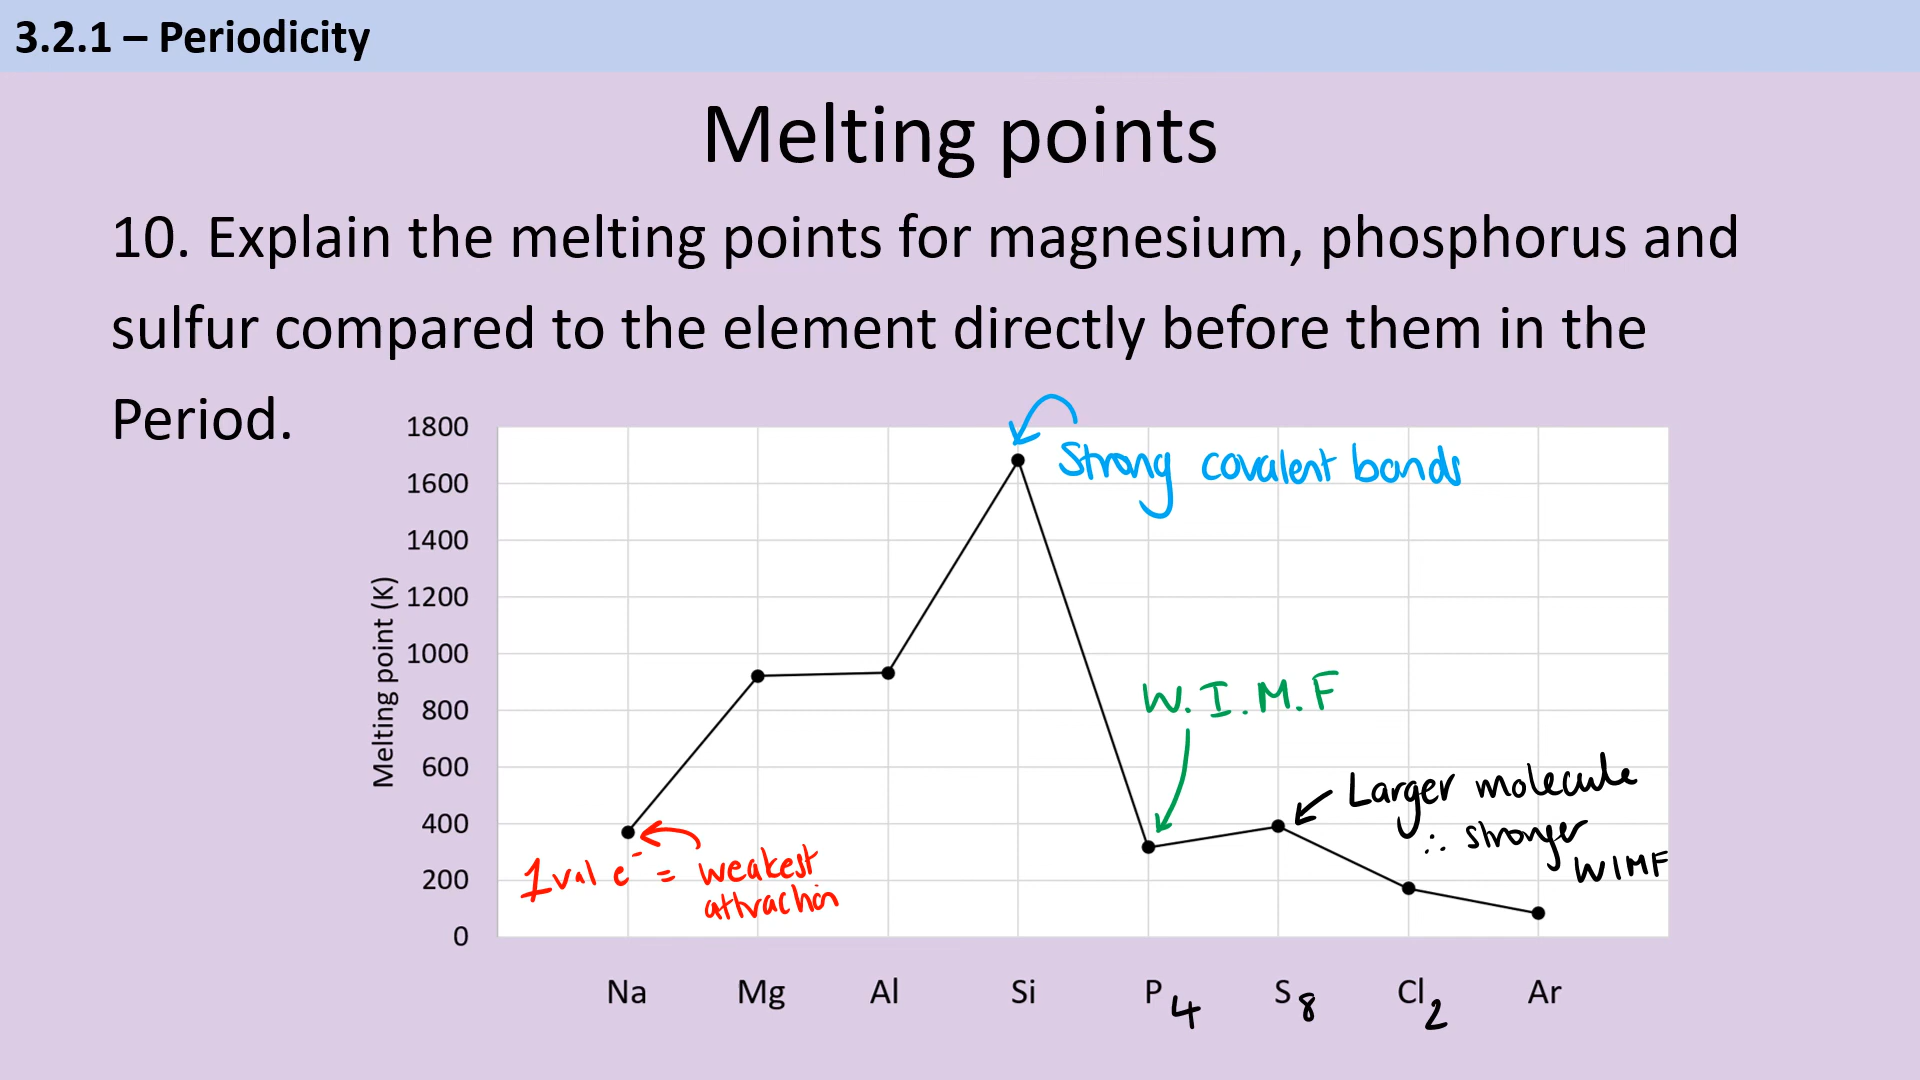 3.2.1 – Periodicity
Melting points
10. Explain the melting points for magnesium, phosphorus and
sulfur compared to the element directly before them in the
Period.
Melting point (K)
1800
1600
1400
1200
1000
800
600
400
200
0
Strong covalent bonds
W.I.M.F
Larger molecule
∴ stronger
WIMF
1 val e⁻ = weakest
attraction
Na Mg Al Si P₄ S₈ Cl₂ Ar